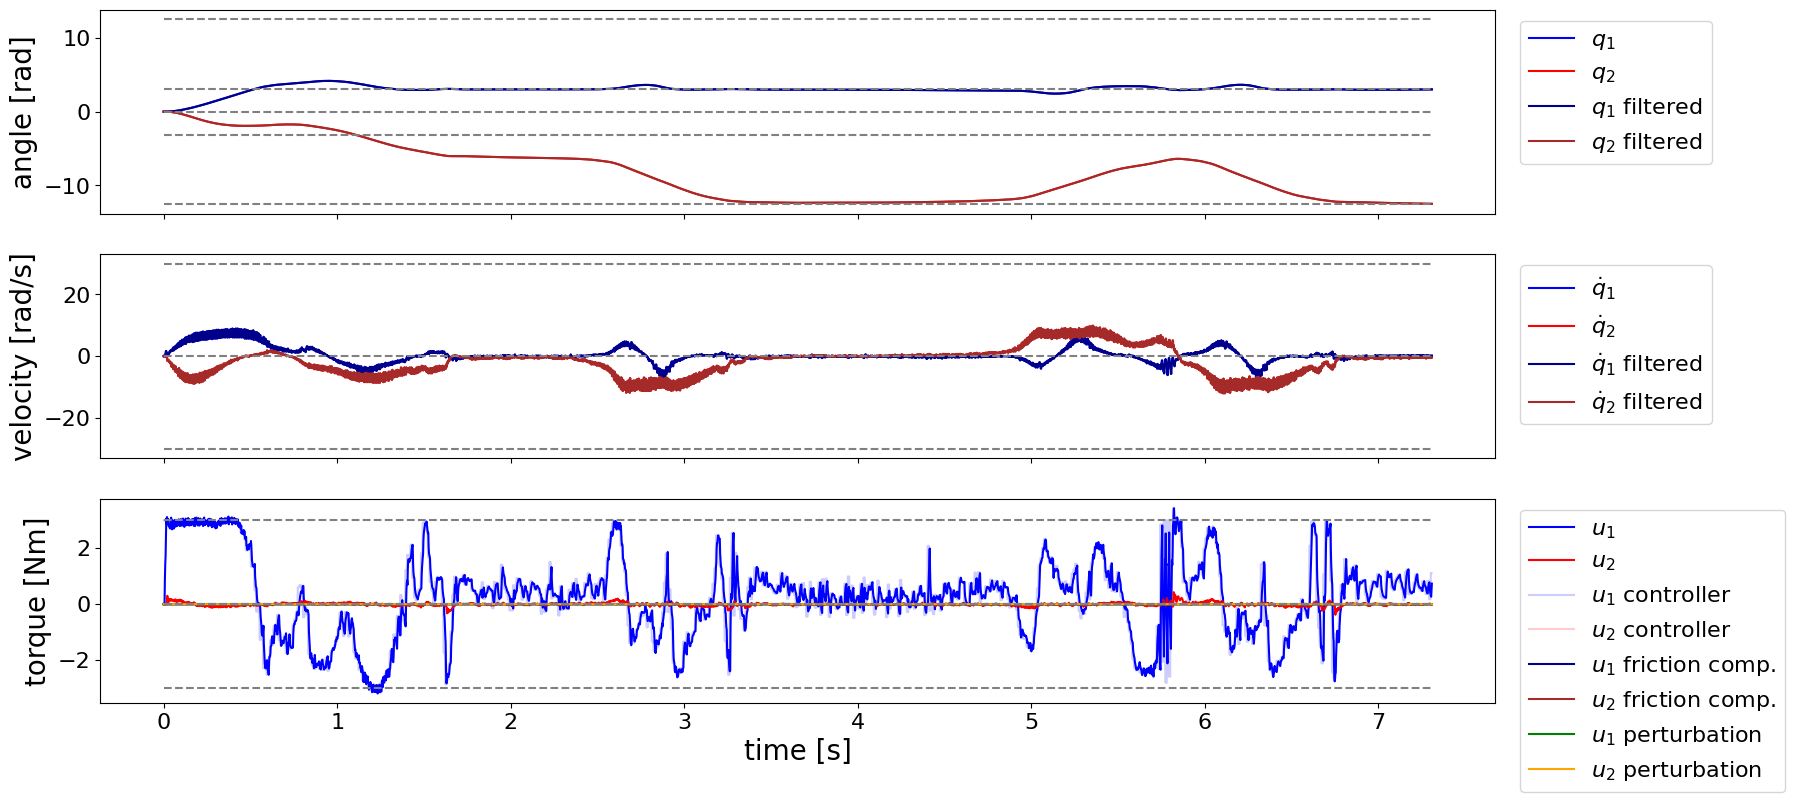 angle [rad]
10
0
−10
q₁
q₂
q₁ filtered
q₂ filtered
velocity [rad/s]
20
0
−20
q̇₁
q̇₂
q̇₁ filtered
q̇₂ filtered
torque [Nm]
2
0
−2
0 1 2 3 4 5 6 7
time [s]
u₁
u₂
u₁ controller
u₂ controller
u₁ friction comp.
u₂ friction comp.
u₁ perturbation
u₂ perturbation